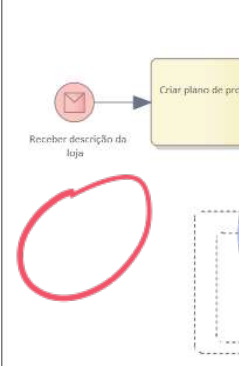 Criar plano de pro
Receber descrição da
loja